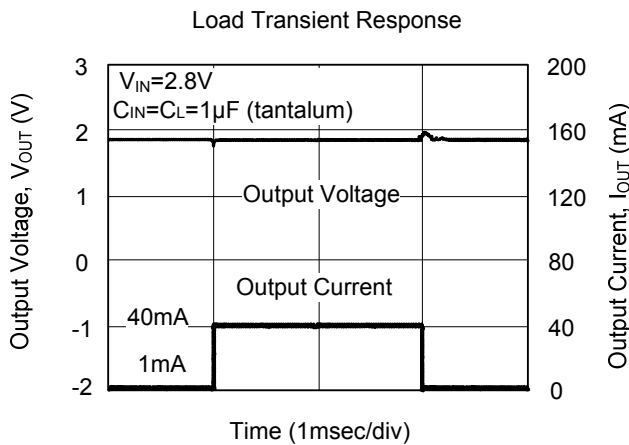 Load Transient Response
Output Voltage, VOUT (V)
3
2
1
0
-1
-2
VIN=2.8V
CIN=CL=1µF (tantalum)
Output Voltage
Output Current
40mA
1mA
200
160
120
80
40
0
Output Current, IOUT (mA)
Time (1msec/div)